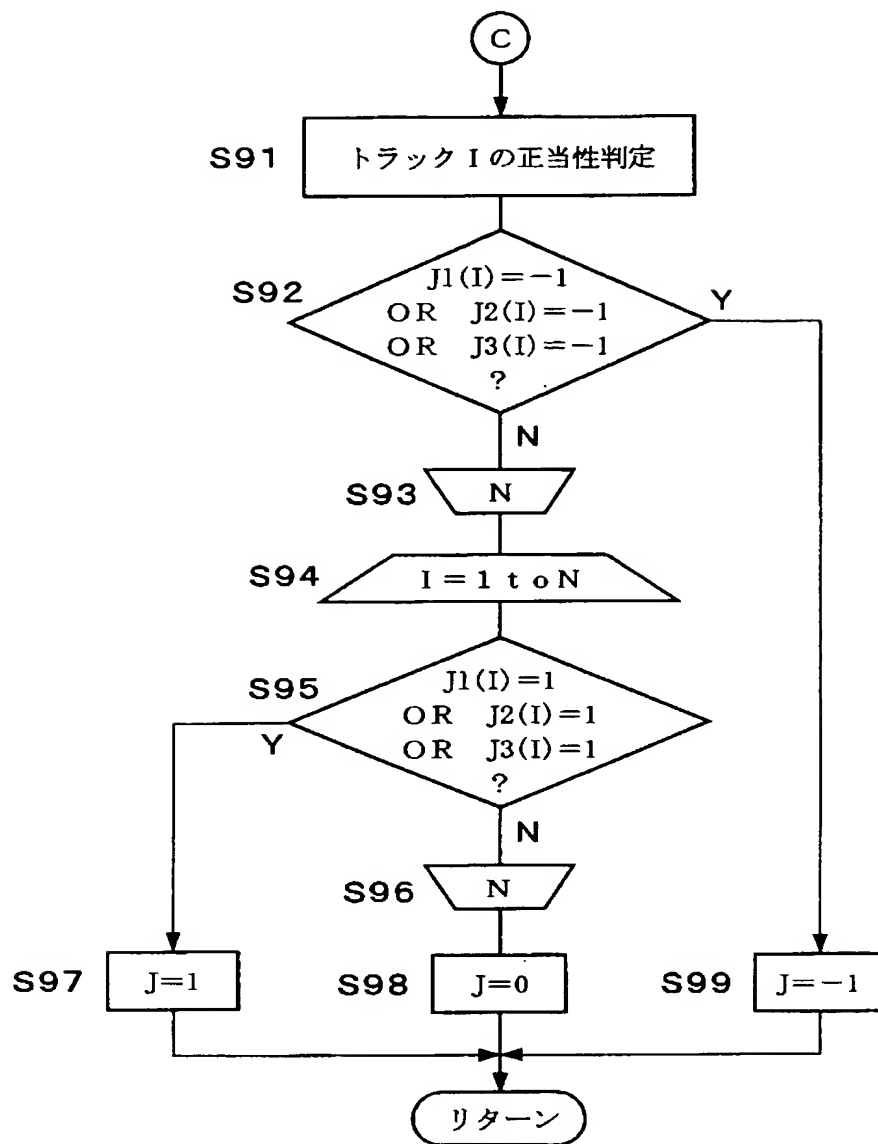 C
S91 トラック I の正当性判定
S92
J1(I)=−1
OR J2(I)=−1
OR J3(I)=−1
?
Y
N
S93 N
S94 I=1 to N
S95
J1(I)=1
OR J2(I)=1
OR J3(I)=1
?
Y
N
S96 N
S97 J=1
S98 J=0
S99 J=−1
リターン